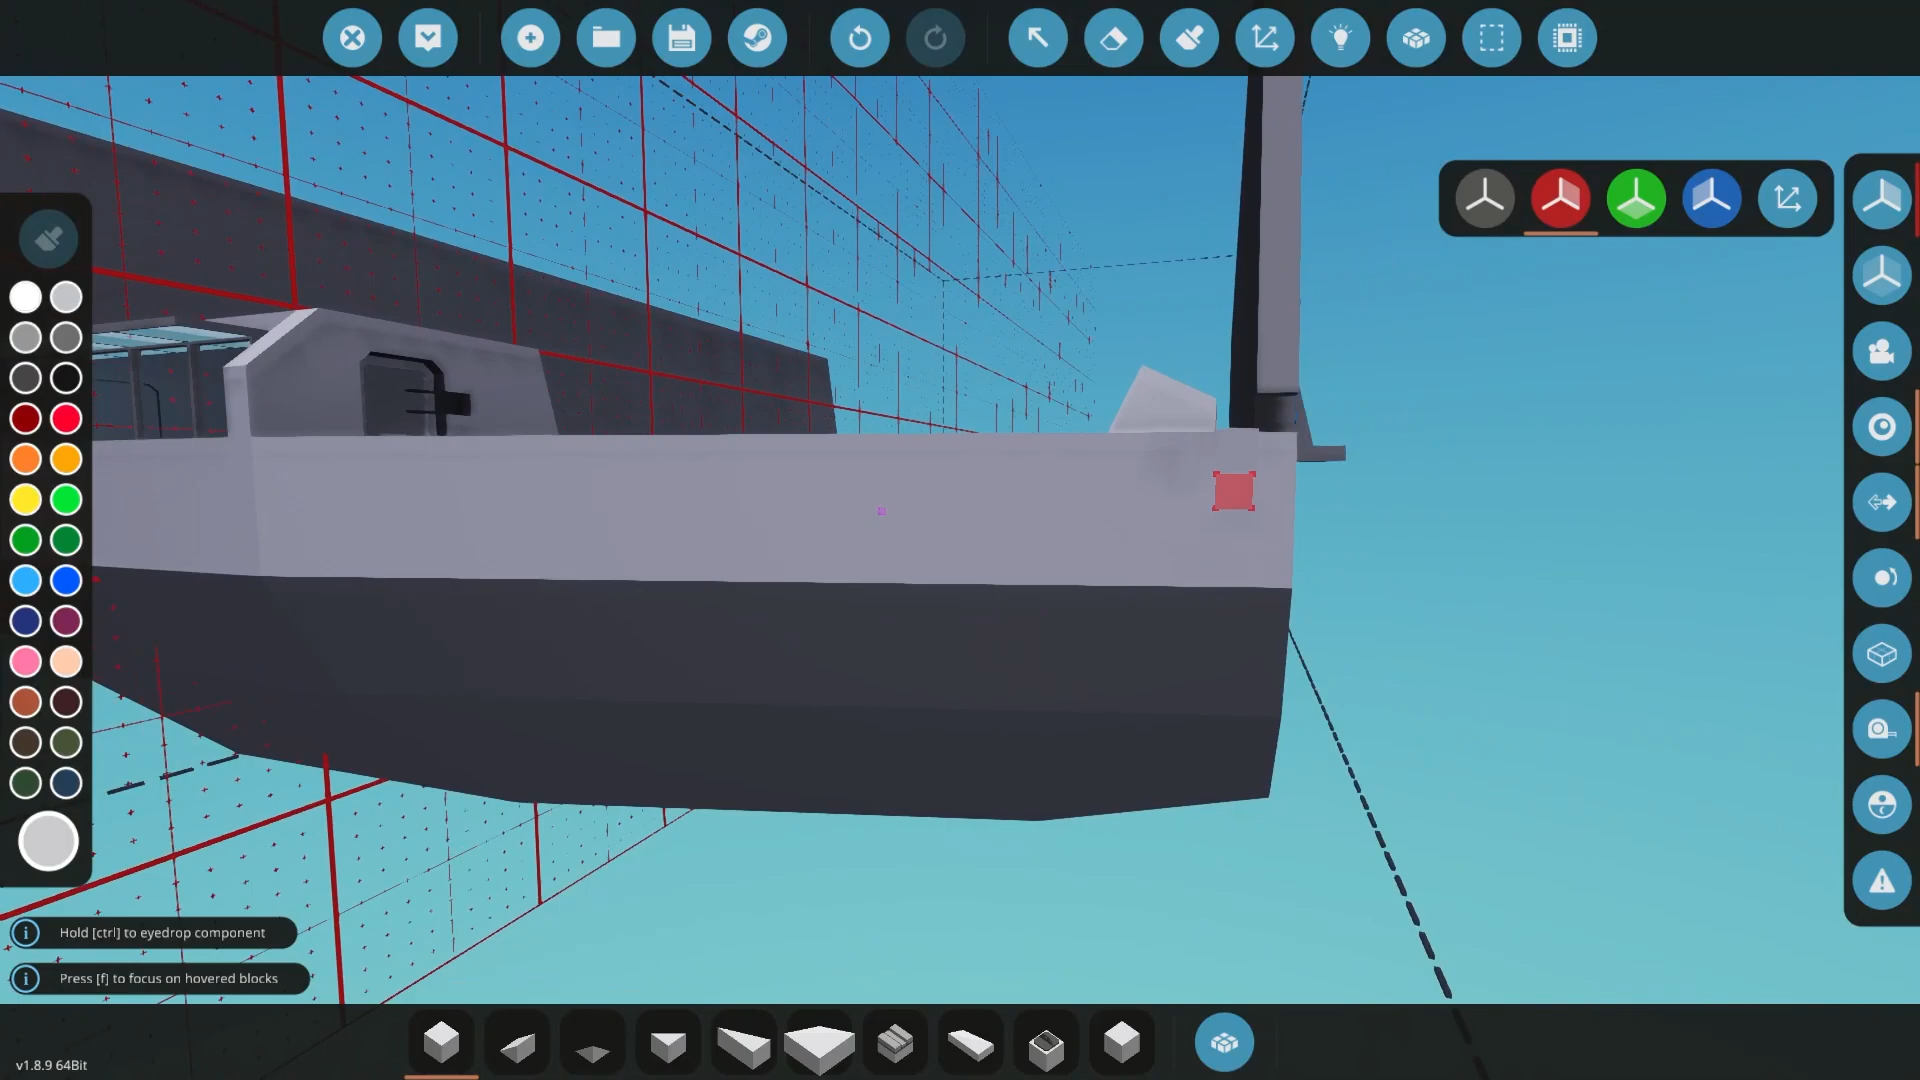 Hold [ctrl] to eyedrop component
Press [f] to focus on hovered blocks
v1.8.9 64Bit